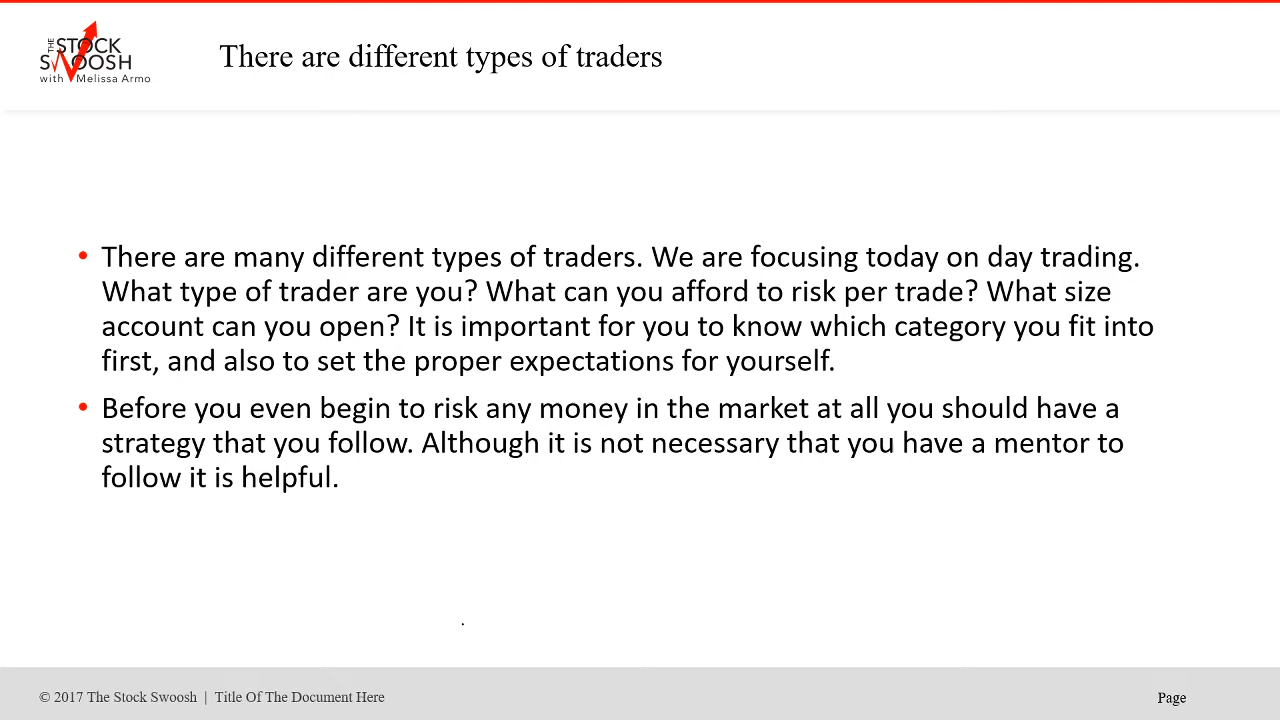 THE STOCK
SWOOSH
with Melissa Armo
There are different types of traders
• There are many different types of traders. We are focusing today on day trading.
What type of trader are you? What can you afford to risk per trade? What size
account can you open? It is important for you to know which category you fit into
first, and also to set the proper expectations for yourself.
• Before you even begin to risk any money in the market at all you should have a
strategy that you follow. Although it is not necessary that you have a mentor to
follow it is helpful.
.
© 2017 The Stock Swoosh | Title Of The Document Here
Page